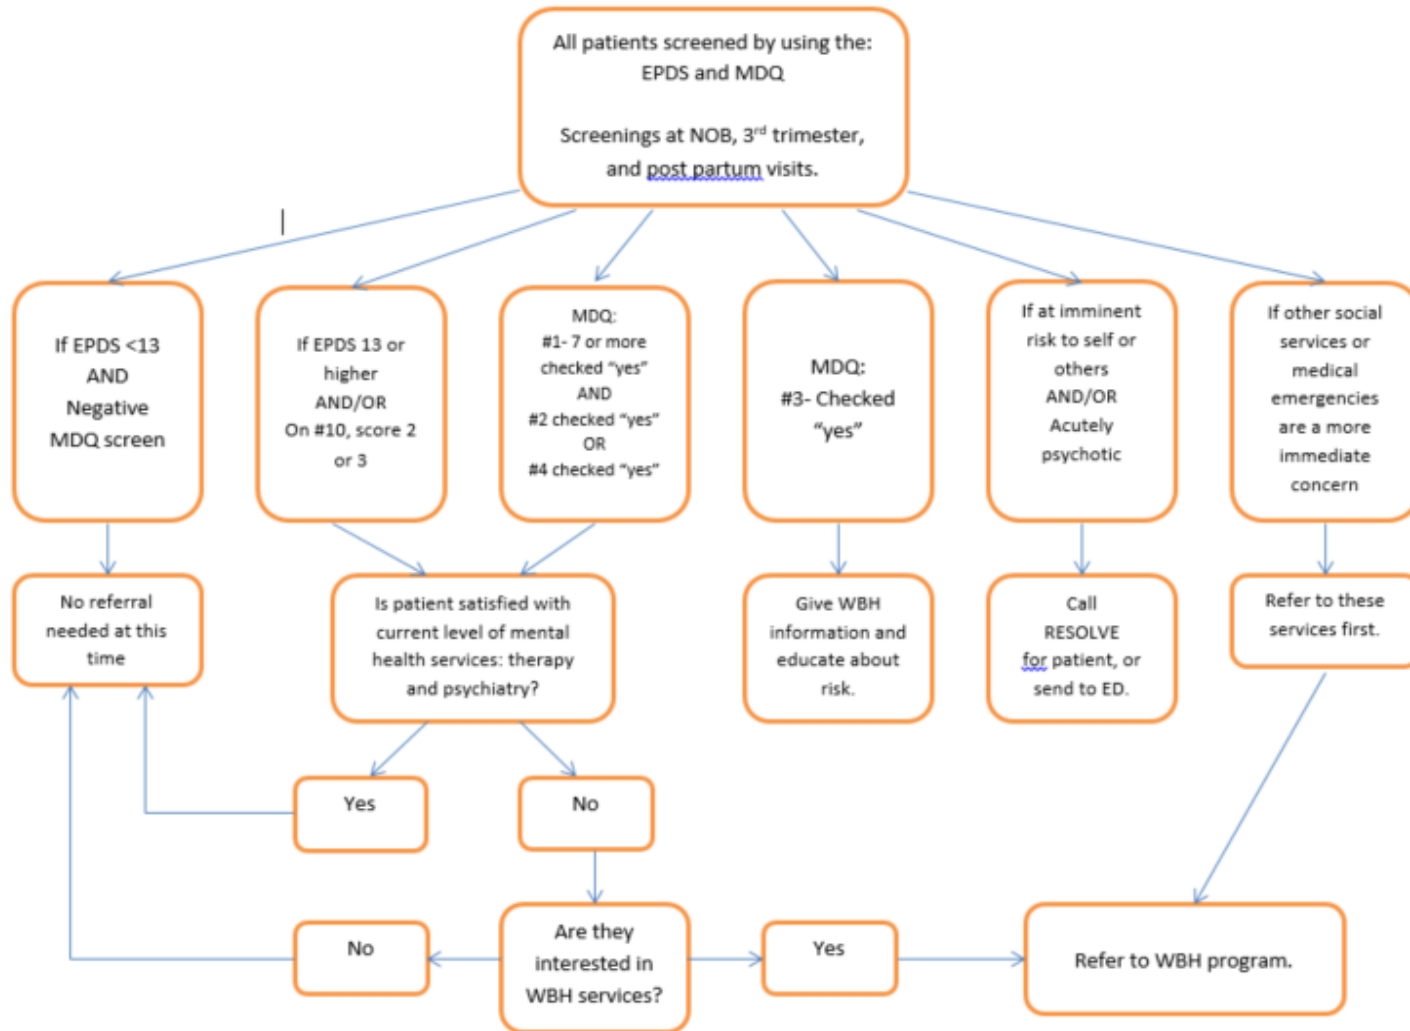 All patients screened by using the:
EPDS and MDQ
Screenings at NOB, 3rd trimester,
and post partum visits.
If EPDS <13
AND
Negative
MDQ screen
If EPDS 13 or
higher
AND/OR
On #10, score 2
or 3
MDQ:
#1- 7 or more
checked “yes”
AND
#2 checked “yes”
OR
#4 checked “yes”
MDQ:
#3- Checked
“yes”
If at imminent
risk to self or
others
AND/OR
Acutely
psychotic
If other social
services or
medical
emergencies
are a more
immediate
concern
No referral
needed at this
time
Is patient satisfied with
current level of mental
health services: therapy
and psychiatry?
Give WBH
information and
educate about
risk.
Call
RESOLVE
for patient, or
send to ED.
Refer to these
services first.
Yes
No
No
Are they
interested in
WBH services?
Yes
Refer to WBH program.